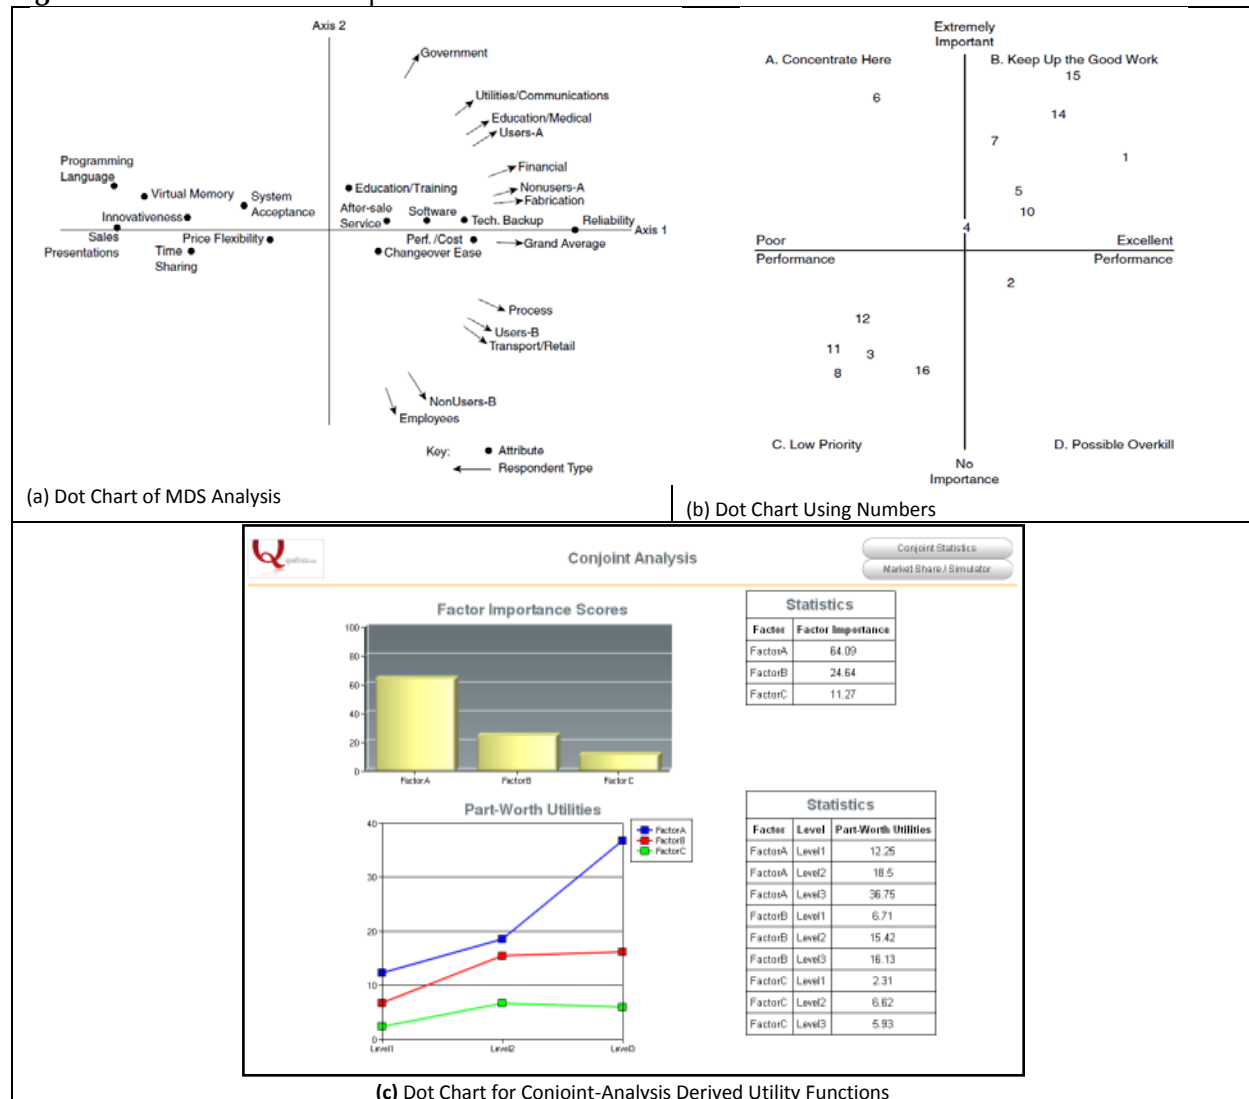 Axis 2
Government
Utilities/Communications
Education/Medical
Users-A
Financial
Nonusers-A
Fabrication
Programming
Language
Virtual Memory
System
Acceptance
Innovativeness
Education/Training
After-sale
Service
Software
Tech. Backup
Reliability
Axis 1
Sales
Presentations
Price Flexibility
Time
Sharing
Perf./Cost
Changeover Ease
Grand Average
Process
Users-B
Transport/Retail
NonUsers-B
Employees
Key:
Attribute
Respondent Type
(a) Dot Chart of MDS Analysis
Extremely
Important
A. Concentrate Here
B. Keep Up the Good Work
15
6
14
7
1
5
10
4
Poor
Performance
Excellent
Performance
2
12
11
3
8
16
C. Low Priority
D. Possible Overkill
No
Importance
(b) Dot Chart Using Numbers
Q
Conjoint Analysis
Conjoint Statistics
Market Share / Simulator
Factor Importance Scores
100
80
60
40
20
0
FactorA
FactorB
FactorC
Statistics
Factor Factor Importance
FactorA 64.09
FactorB 24.64
FactorC 11.27
Part-Worth Utilities
40
30
20
10
0
Level1
Level2
Level3
FactorA
FactorB
FactorC
Statistics
Factor Level Part-Worth Utilities
FactorA Level1 12.25
FactorA Level2 18.5
FactorA Level3 36.75
FactorB Level1 6.71
FactorB Level2 15.42
FactorB Level3 16.13
FactorC Level1 2.31
FactorC Level2 6.62
FactorC Level3 5.93
(c) Dot Chart for Conjoint-Analysis Derived Utility Functions